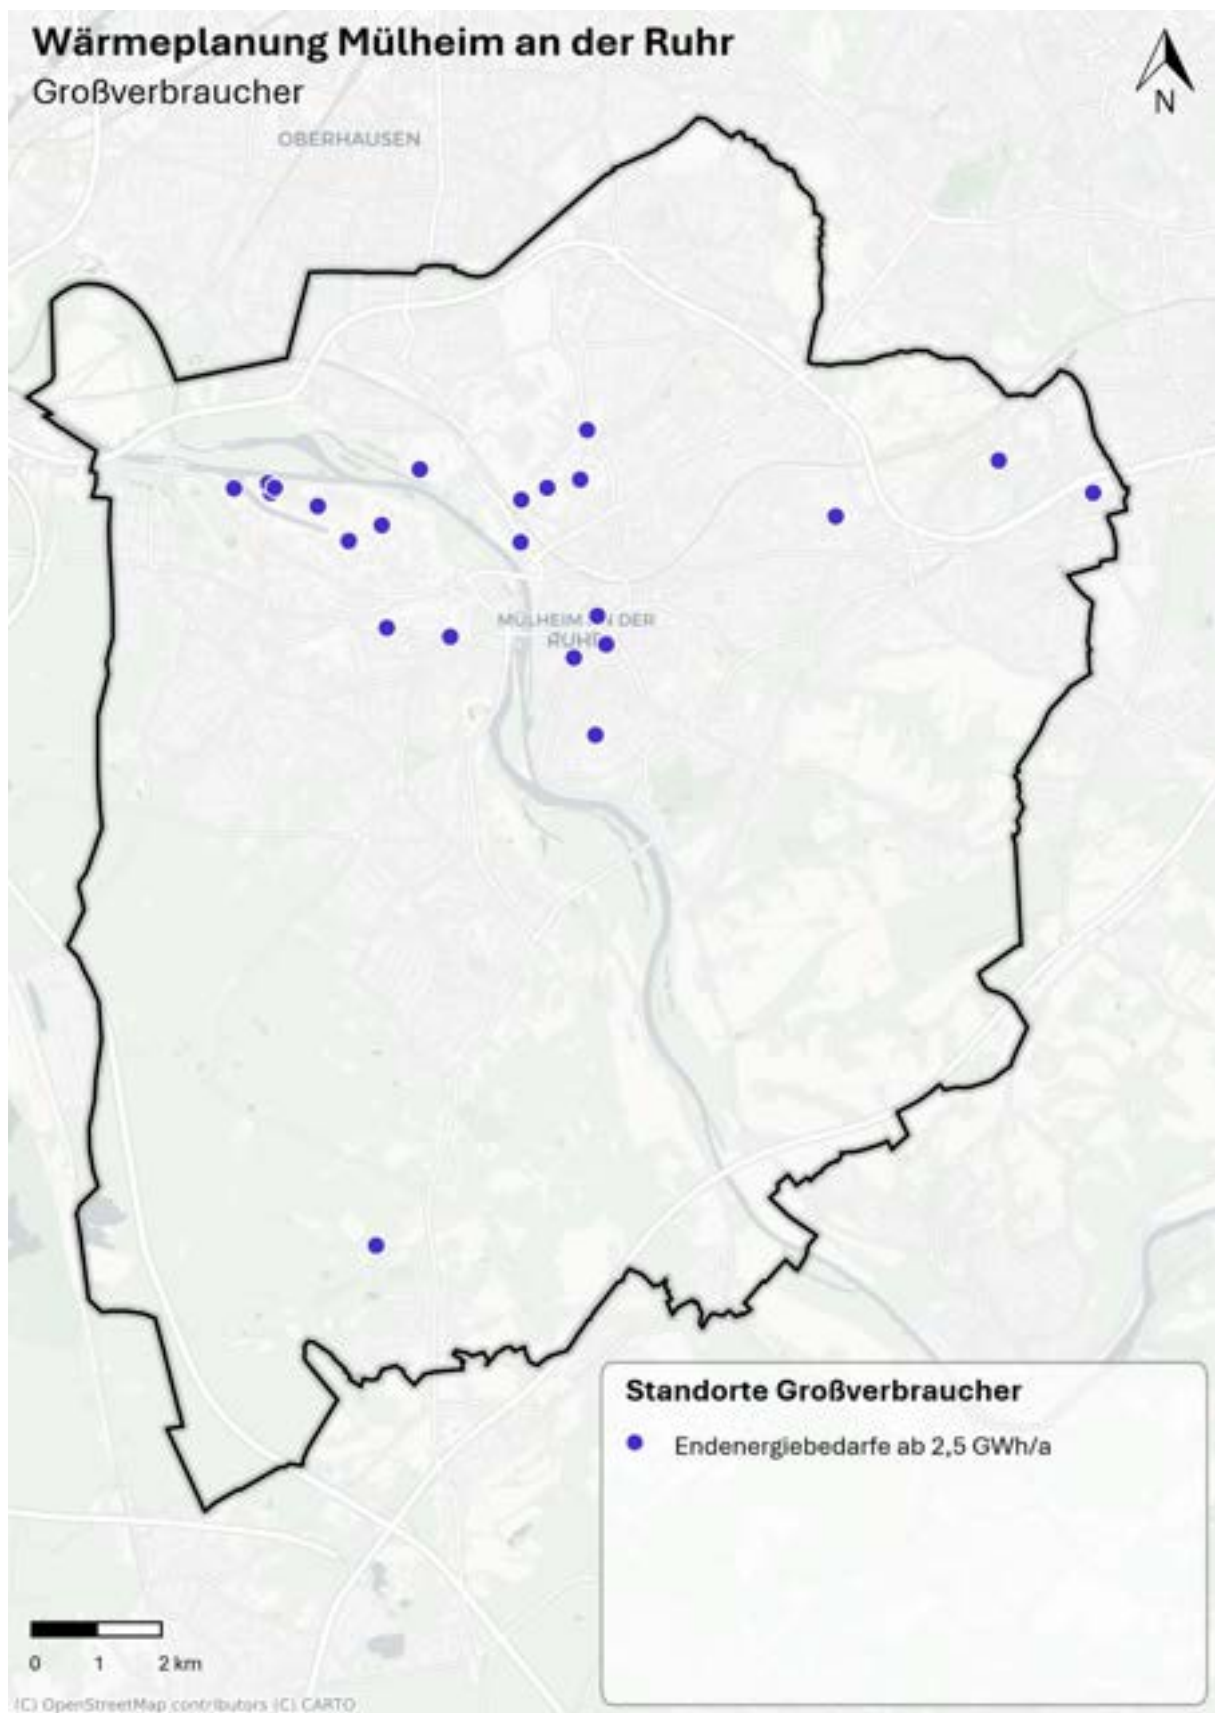 Wärmeplanung Mülheim an der Ruhr
Großverbraucher
N
OBERHAUSEN
MÜLHEIM AN DER
RUHR
Standorte Großverbraucher
Endenergiebedarfe ab 2,5 GWh/a
0 1 2 km
(C) OpenStreetMap contributors (C) CARTO